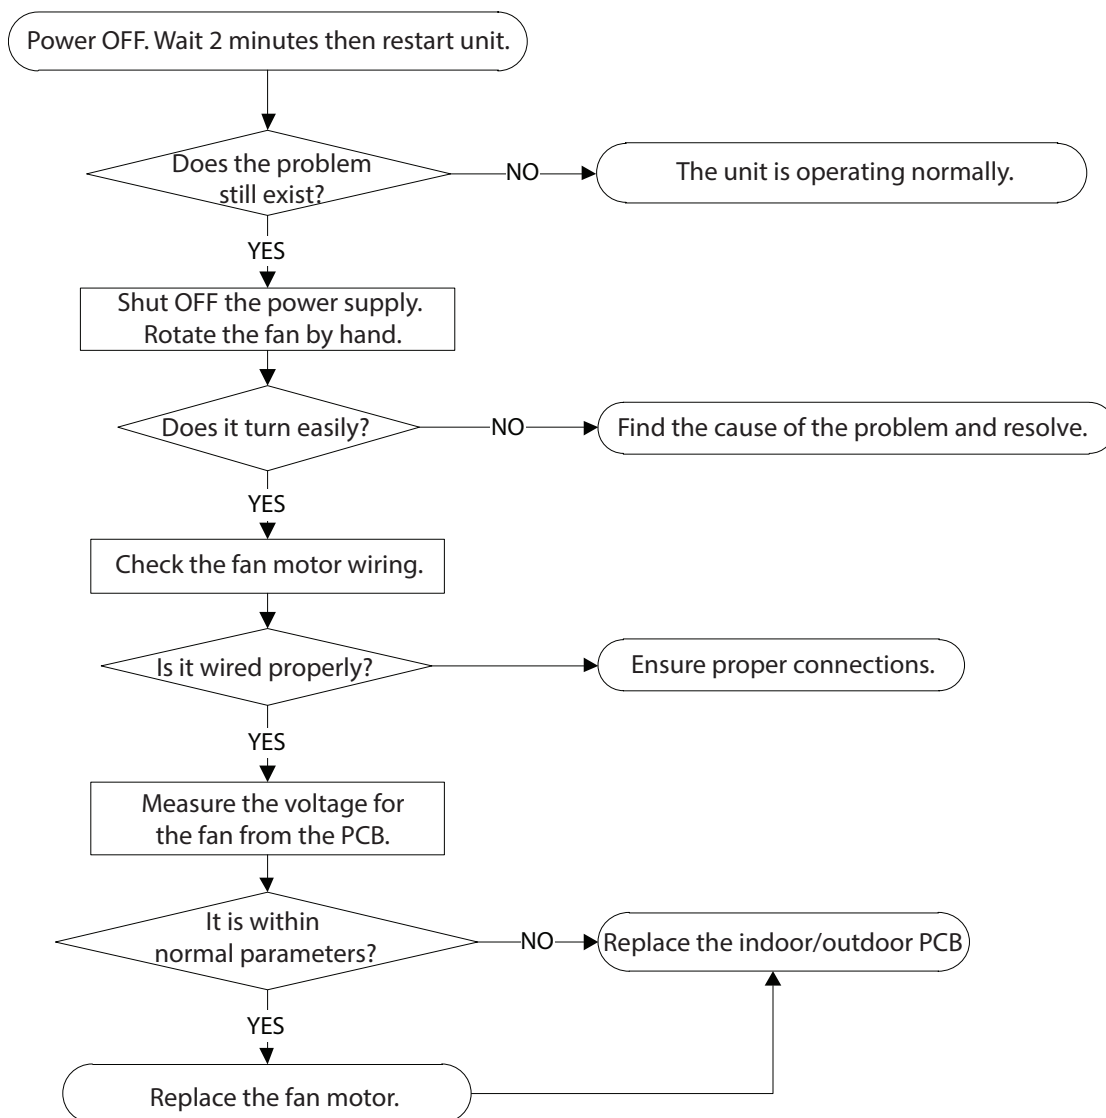 Power OFF. Wait 2 minutes then restart unit.
Does the problem
still exist?
NO
The unit is operating normally.
YES
Shut OFF the power supply.
Rotate the fan by hand.
Does it turn easily?
NO
Find the cause of the problem and resolve.
YES
Check the fan motor wiring.
Is it wired properly?
Ensure proper connections.
YES
Measure the voltage for
the fan from the PCB.
It is within
normal parameters?
NO
Replace the indoor/outdoor PCB
YES
Replace the fan motor.